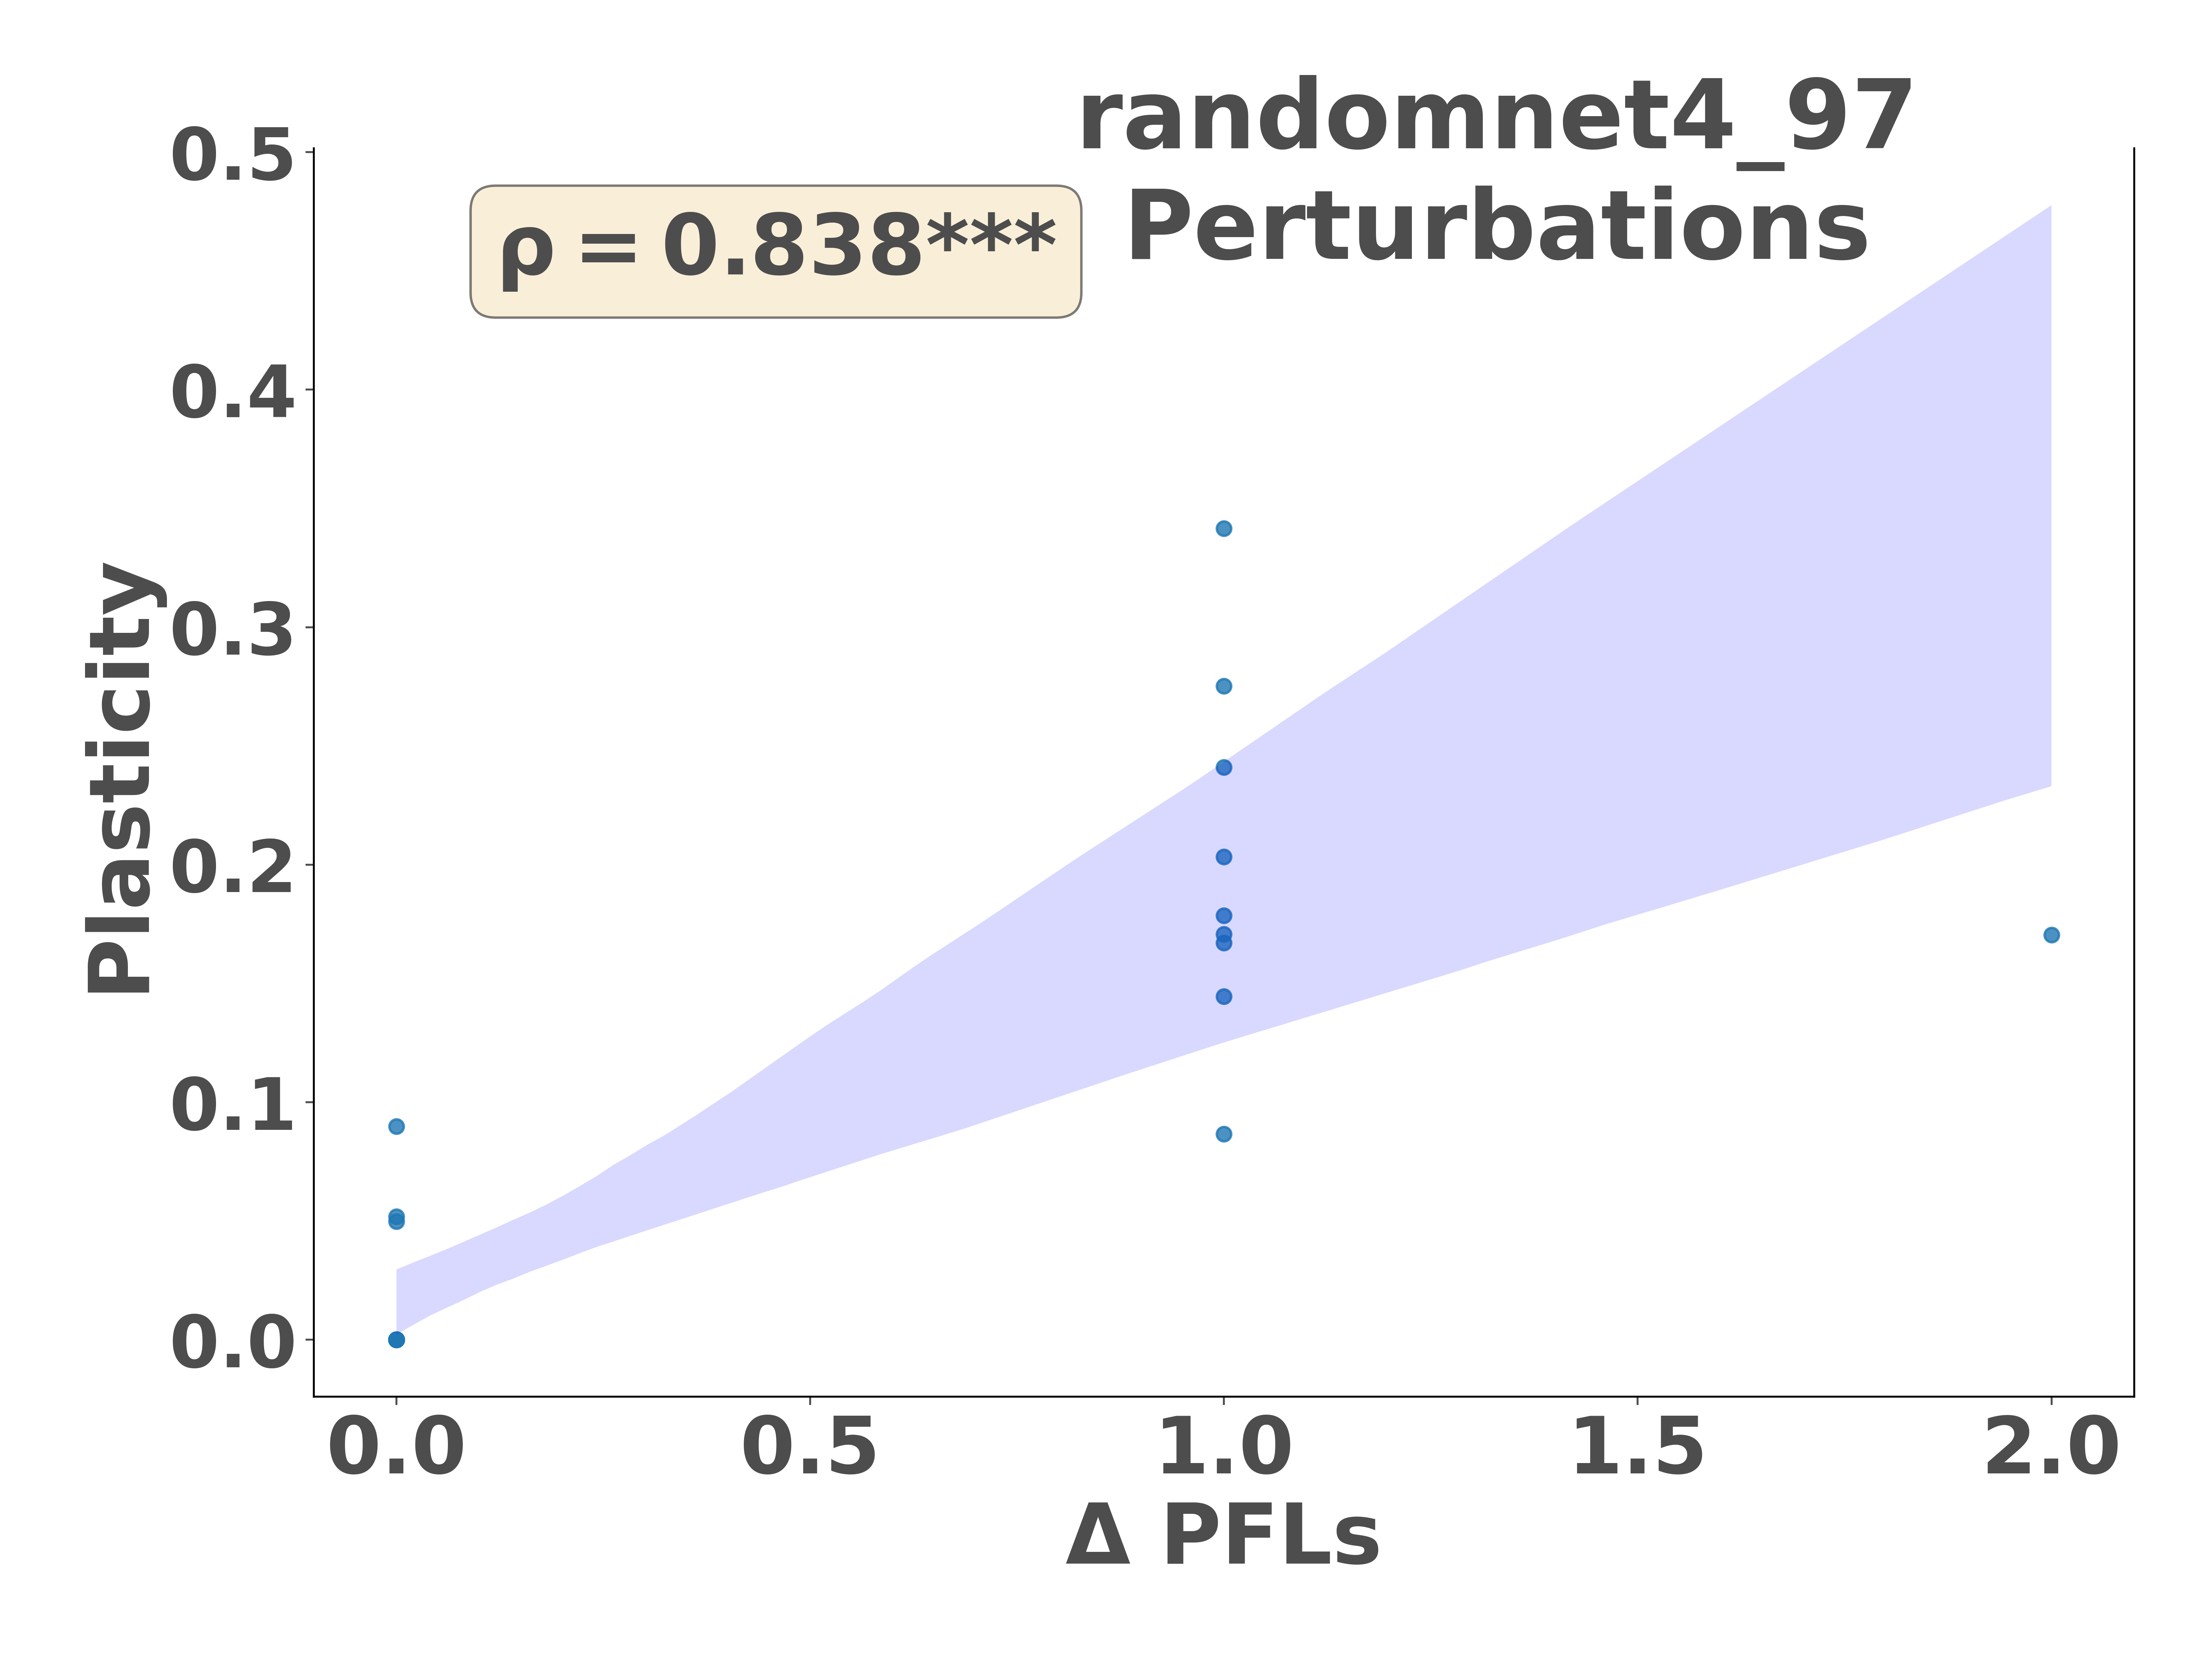 randomnet4_97
Perturbations
ρ = 0.838***
Plasticity
0.5
0.4
0.3
0.2
0.1
0.0
0.0 0.5 1.0 1.5 2.0
Δ PFLs